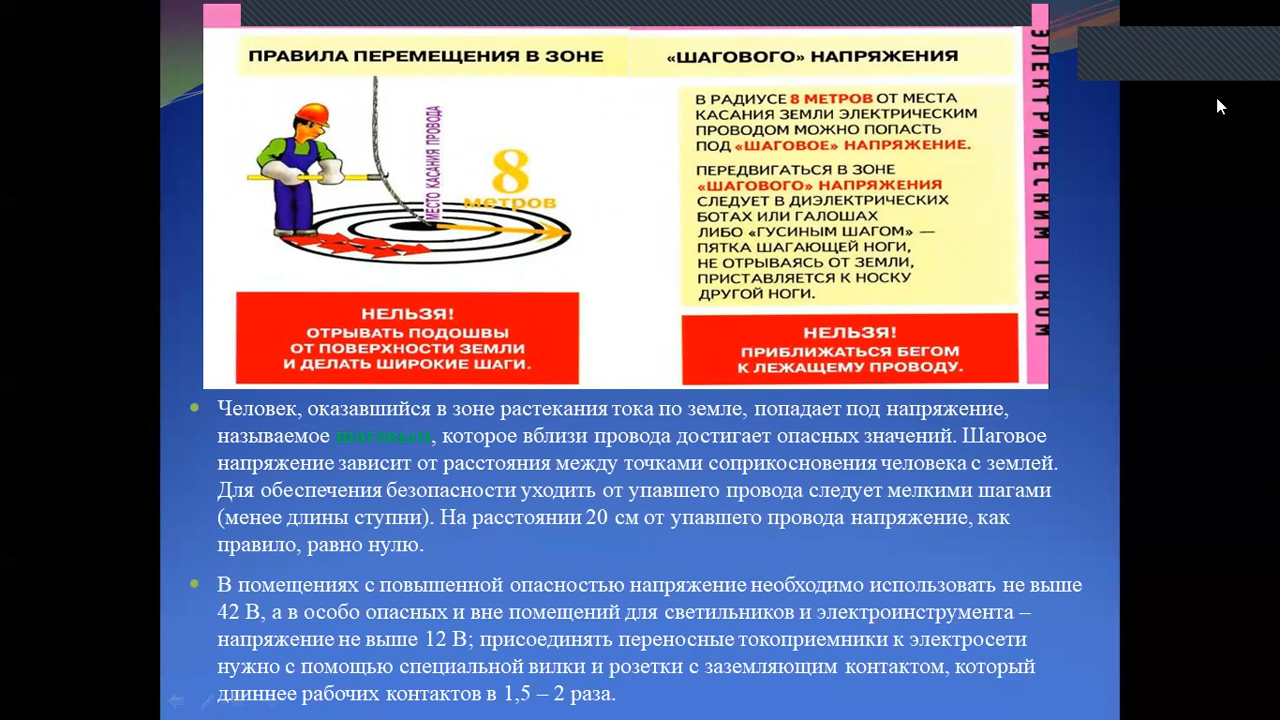 ПРАВИЛА ПЕРЕМЕЩЕНИЯ В ЗОНЕ
«ШАГОВОГО» НАПРЯЖЕНИЯ
МЕСТО КАСАНИЯ ПРОВОДА
8
метров
НЕЛЬЗЯ!
ОТРЫВАТЬ ПОДОШВЫ
ОТ ПОВЕРХНОСТИ ЗЕМЛИ
И ДЕЛАТЬ ШИРОКИЕ ШАГИ.
В РАДИУСЕ 8 МЕТРОВ ОТ МЕСТА
КАСАНИЯ ЗЕМЛИ ЭЛЕКТРИЧЕСКИМ
ПРОВОДОМ МОЖНО ПОПАСТЬ
ПОД «ШАГОВОЕ» НАПРЯЖЕНИЕ.
ПЕРЕДВИГАТЬСЯ В ЗОНЕ
«ШАГОВОГО» НАПРЯЖЕНИЯ
СЛЕДУЕТ В ДИЭЛЕКТРИЧЕСКИХ
БОТАХ ИЛИ ГАЛОШАХ
ЛИБО «ГУСИНЫМ ШАГОМ» —
ПЯТКА ШАГАЮЩЕЙ НОГИ,
НЕ ОТРЫВАЯСЬ ОТ ЗЕМЛИ,
ПРИСТАВЛЯЕТСЯ К НОСКУ
ДРУГОЙ НОГИ.
НЕЛЬЗЯ!
ПРИБЛИЖАТЬСЯ БЕГОМ
К ЛЕЖАЩЕМУ ПРОВОДУ.
ЭЛЕКТРИЧЕСКИМ ТОКОМ
Человек, оказавшийся в зоне растекания тока по земле, попадает под напряжение,
называемое , которое вблизи провода достигает опасных значений. Шаговое
напряжение зависит от расстояния между точками соприкосновения человека с землей.
Для обеспечения безопасности уходить от упавшего провода следует мелкими шагами
(менее длины ступни). На расстоянии 20 см от упавшего провода напряжение, как
правило, равно нулю.
В помещениях с повышенной опасностью напряжение необходимо использовать не выше
42 В, а в особо опасных и вне помещений для светильников и электроинструмента –
напряжение не выше 12 В; присоединять переносные токоприемники к электросети
нужно с помощью специальной вилки и розетки с заземляющим контактом, который
длиннее рабочих контактов в 1,5 – 2 раза.